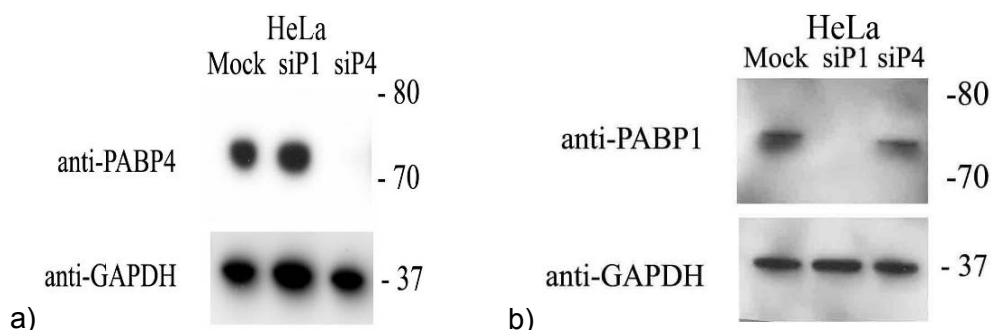 HeLa
Mock siP1 siP4
- 80
anti-PABP4
- 70
anti-GAPDH
- 37
a)
HeLa
Mock siP1 siP4
-80
anti-PABP1
-70
anti-GAPDH
- 37
b)